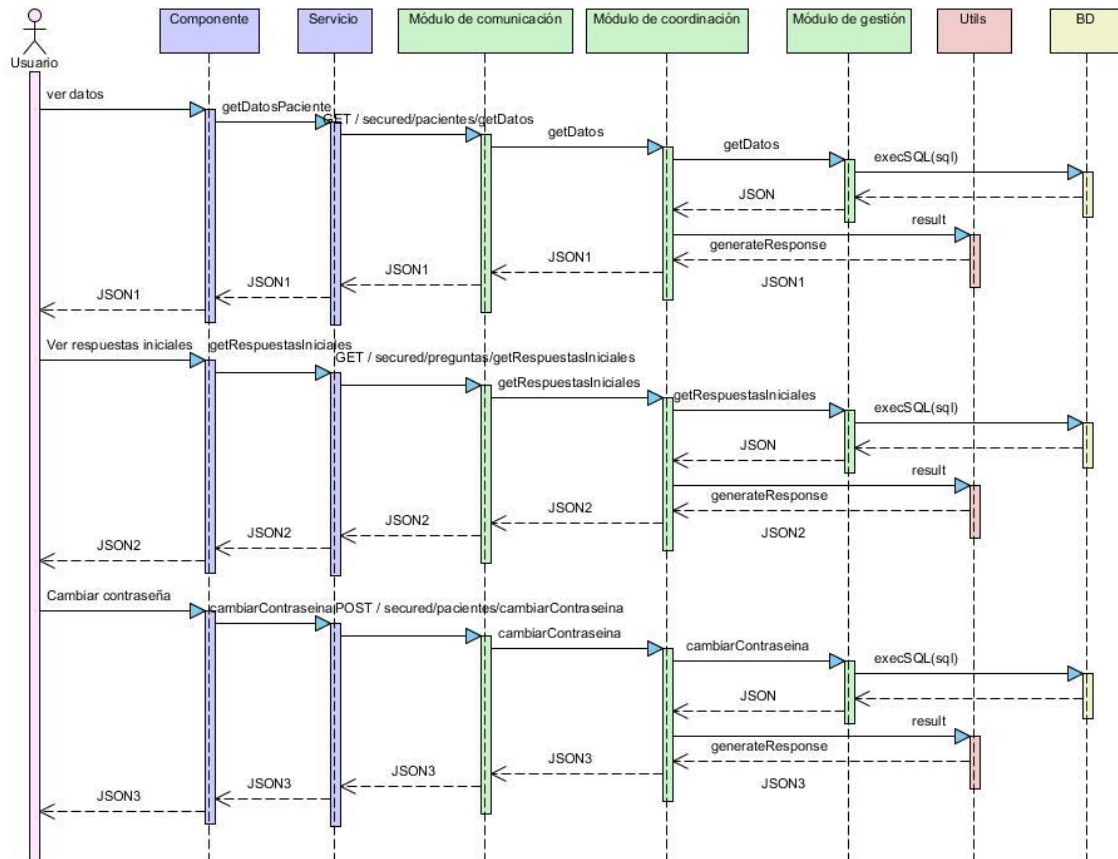 Componente
Servicio
Módulo de comunicación
Módulo de coordinación
Módulo de gestión
Utils
BD
Usuario
ver datos
getDatosPaciente
GET / secured/pacientes/getDatos
getDatos
getDatos
execSQL(sql)
JSON
result
generateResponse
JSON1
JSON1
JSON1
JSON1
JSON1
Ver respuestas iniciales
getRespuestasIniciales
GET / secured/preguntas/getRespuestasIniciales
getRespuestasIniciales
getRespuestasIniciales
execSQL(sql)
JSON
result
generateResponse
JSON2
JSON2
JSON2
JSON2
JSON2
Cambiar contraseña
cambiarContraseina
POST / secured/pacientes/cambiarContraseina
cambiarContraseina
cambiarContraseina
execSQL(sql)
JSON
result
generateResponse
JSON3
JSON3
JSON3
JSON3
JSON3